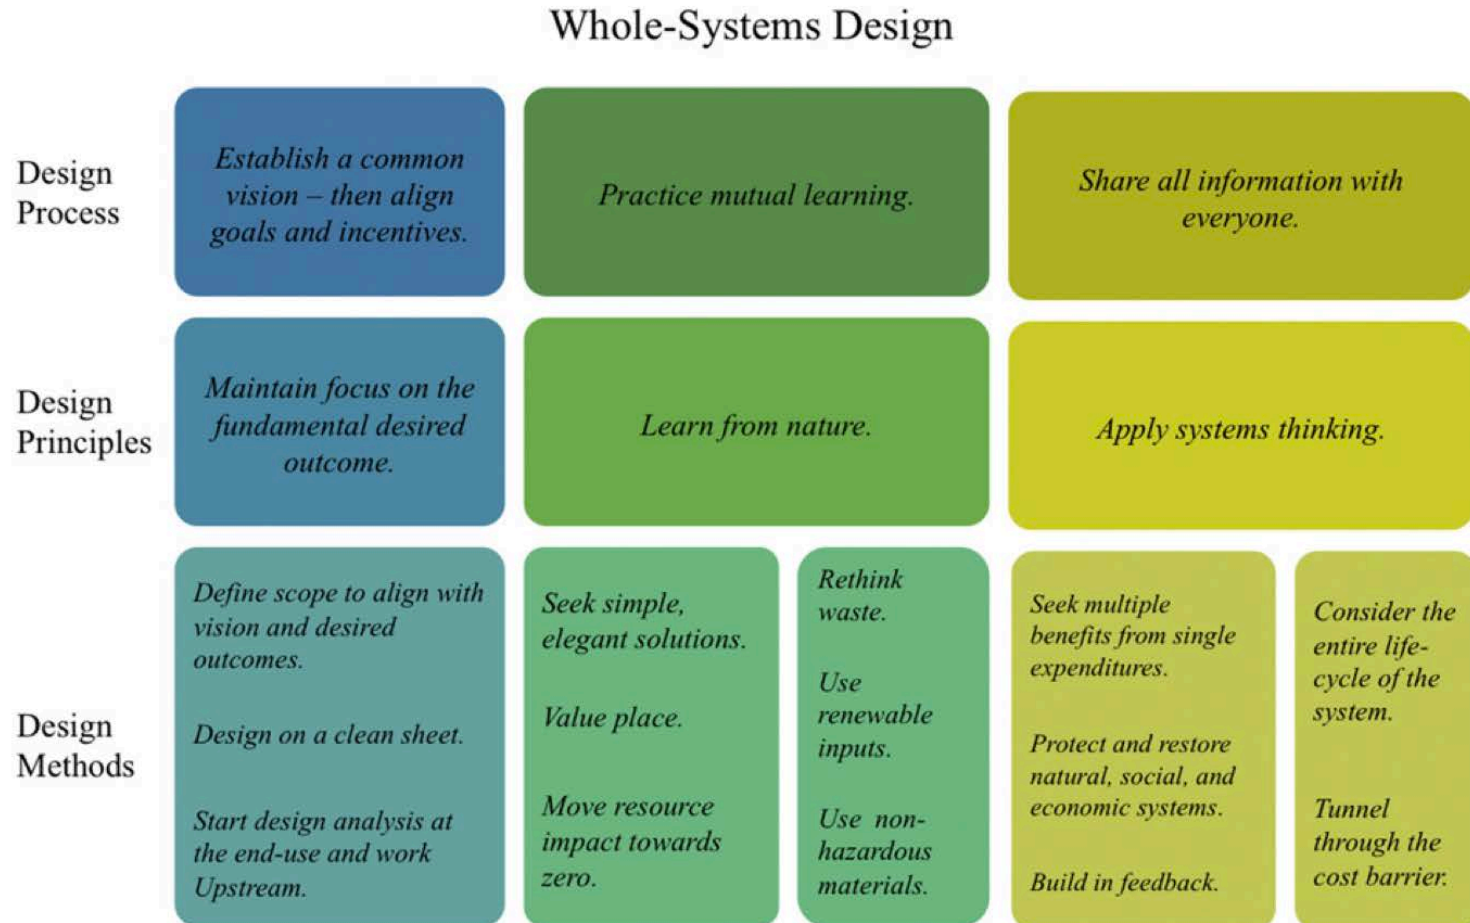 Whole-Systems Design
Design
Process
Establish a common
vision – then align
goals and incentives.
Practice mutual learning.
Share all information with
everyone.
Design
Principles
Maintain focus on the
fundamental desired
outcome.
Learn from nature.
Apply systems thinking.
Design
Methods
Define scope to align with
vision and desired
outcomes.
Design on a clean sheet.
Start design analysis at
the end-use and work
Upstream.
Seek simple,
elegant solutions.
Value place.
Move resource
impact towards
zero.
Rethink
waste.
Use
renewable
inputs.
Use non-
hazardous
materials.
Seek multiple
benefits from single
expenditures.
Protect and restore
natural, social, and
economic systems.
Build in feedback.
Consider the
entire life-
cycle of the
system.
Tunnel
through the
cost barrier.